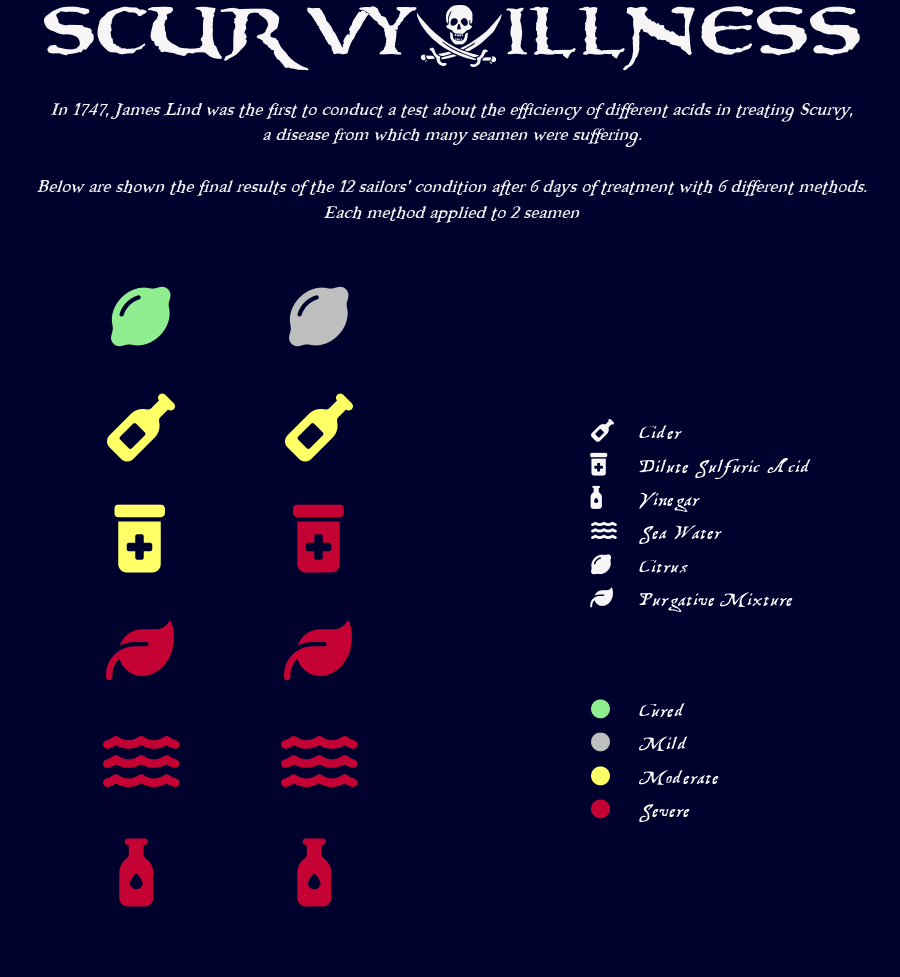 SCURVY ILLNESS
In 1747, James Lind was the first to conduct a test about the efficiency of different acids in treating Scurvy,
a disease from which many seamen were suffering.
Below are shown the final results of the 12 sailors' condition after 6 days of treatment with 6 different methods.
Each method applied to 2 seamen
Cider
Dilute Sulfuric Acid
Vinegar
Sea Water
Citrus
Purgative Mixture
Cured
Mild
Moderate
Severe